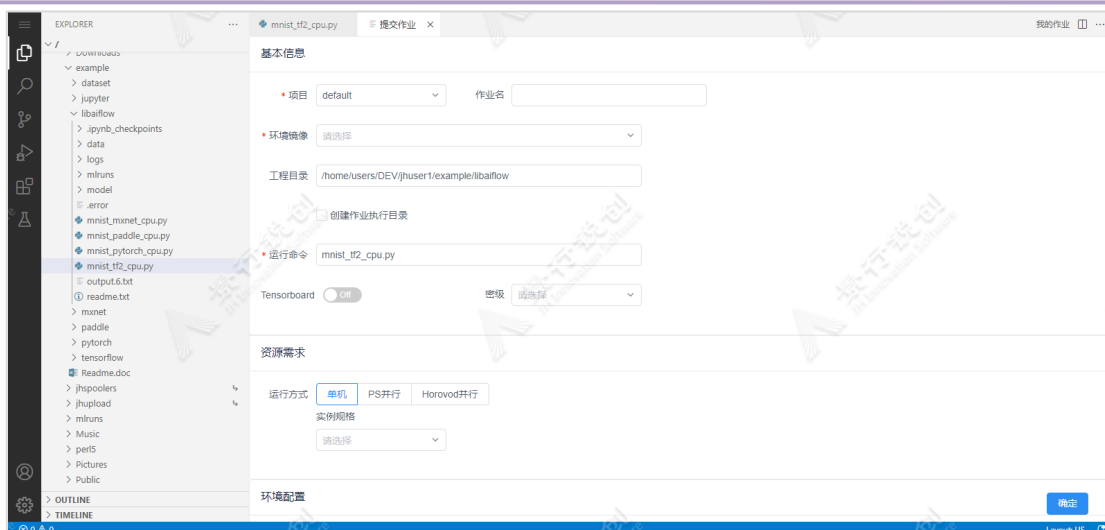 EXPLORER
mnist_tf2_cpu.py
提交作业
我的作业
/
Downloads
example
dataset
jupyter
libaiflow
.ipynb_checkpoints
data
logs
mlruns
model
.error
mnist_mxnet_cpu.py
mnist_paddle_cpu.py
mnist_pytorch_cpu.py
mnist_tf2_cpu.py
output.6.txt
readme.txt
mxnet
paddle
pytorch
tensorflow
Readme.doc
jhspoolers
jhupload
mlruns
Music
perl5
Pictures
Public
OUTLINE
TIMELINE
基本信息
* 项目 default 作业名
* 环境镜像 请选择
工程目录 /home/users/DEV/jhuser1/example/libaiflow
创建作业执行目录
* 运行命令 mnist_tf2_cpu.py
Tensorboard Off 密级 请选择
资源需求
运行方式 单机 PS并行 Horovod并行
实例规格
请选择
环境配置
确定